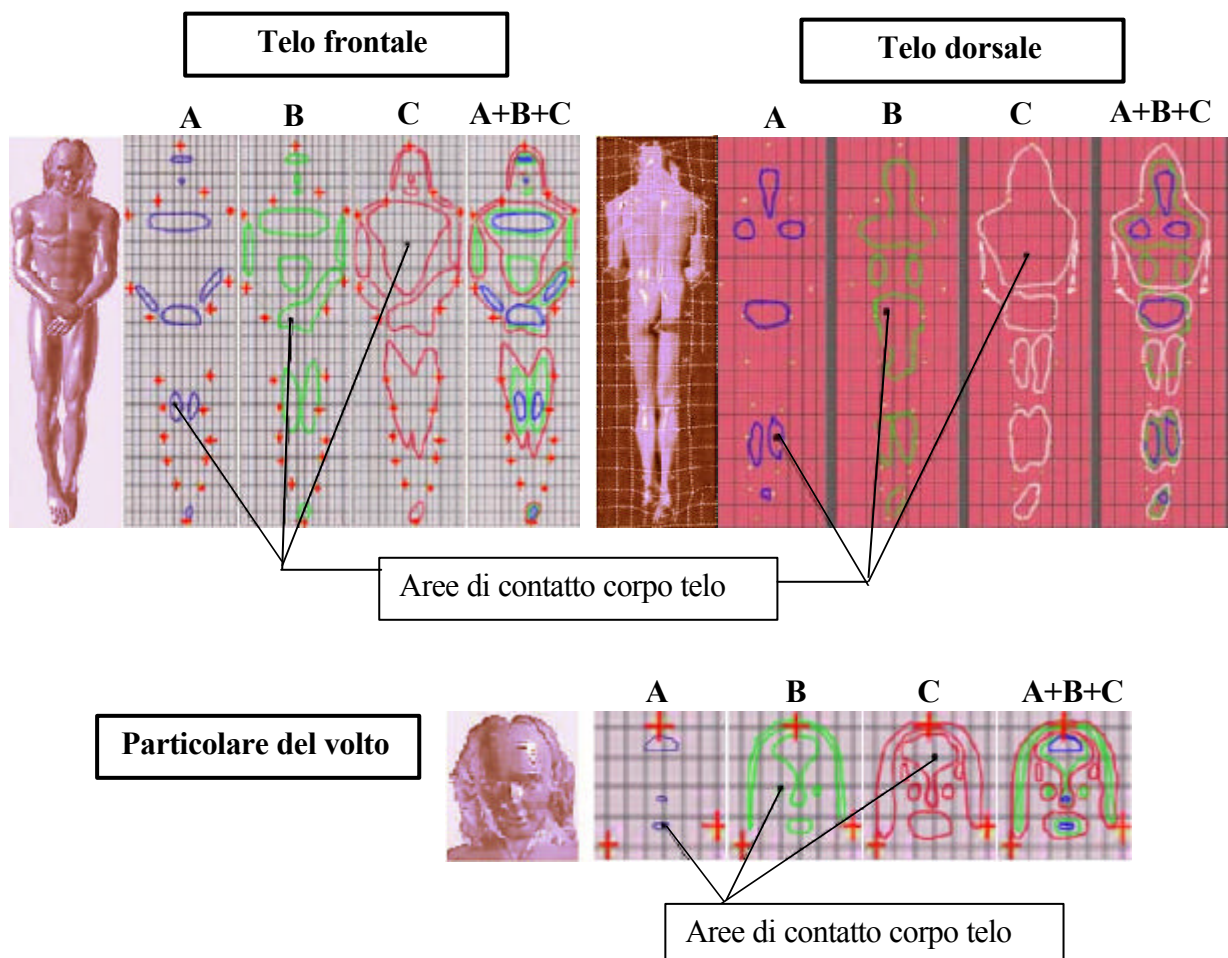 Telo frontale
Telo dorsale
A B C A+B+C
A B C A+B+C
Aree di contatto corpo telo
A B C A+B+C
Particolare del volto
Aree di contatto corpo telo